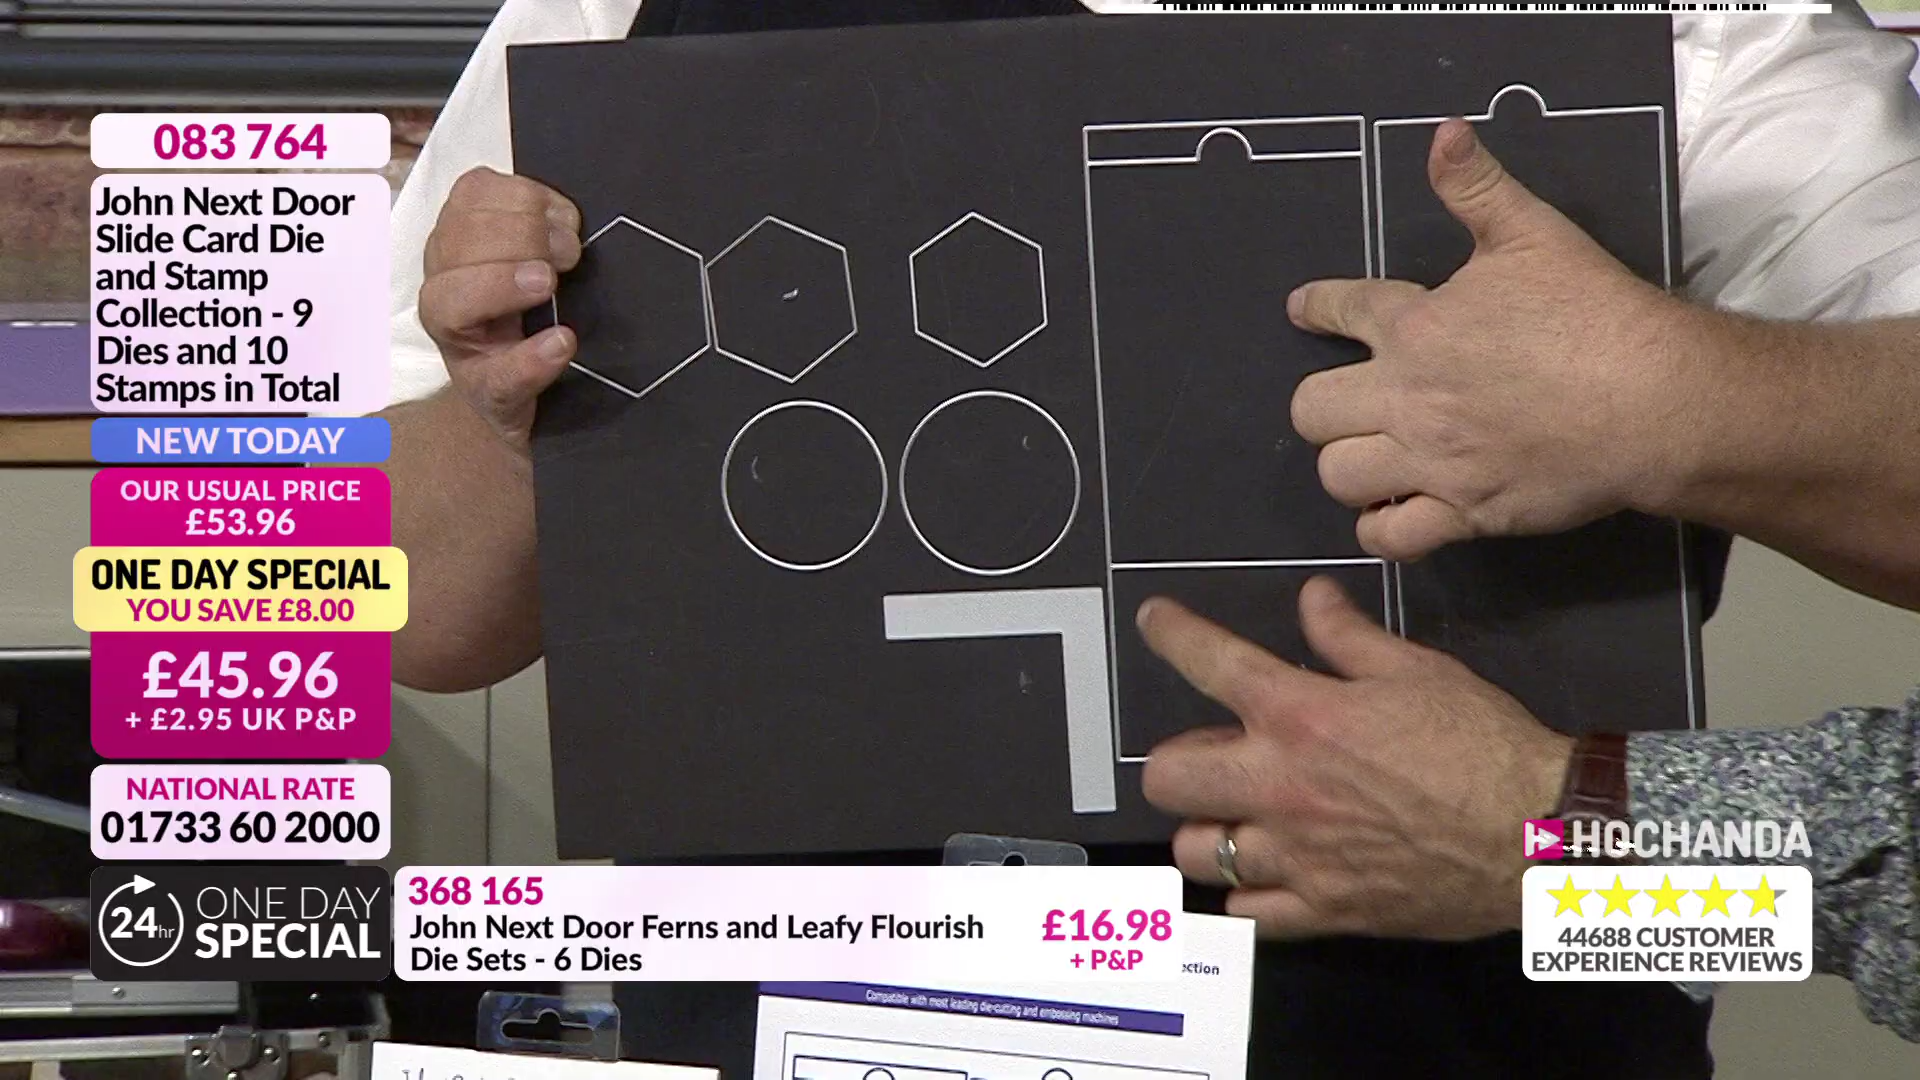 083 764
John Next Door
Slide Card Die
and Stamp
Collection - 9
Dies and 10
Stamps in Total
NEW TODAY
OUR USUAL PRICE
£53.96
ONE DAY SPECIAL
YOU SAVE £8.00
£45.96
+ £2.95 UK P&P
NATIONAL RATE
01733 60 2000
24hr
ONE DAY
SPECIAL
368 165
John Next Door Ferns and Leafy Flourish
Die Sets - 6 Dies
£16.98
+ P&P
HOCHANDA
44688 CUSTOMER
EXPERIENCE REVIEWS
Compatible with most leading die-cutting and embossing machines